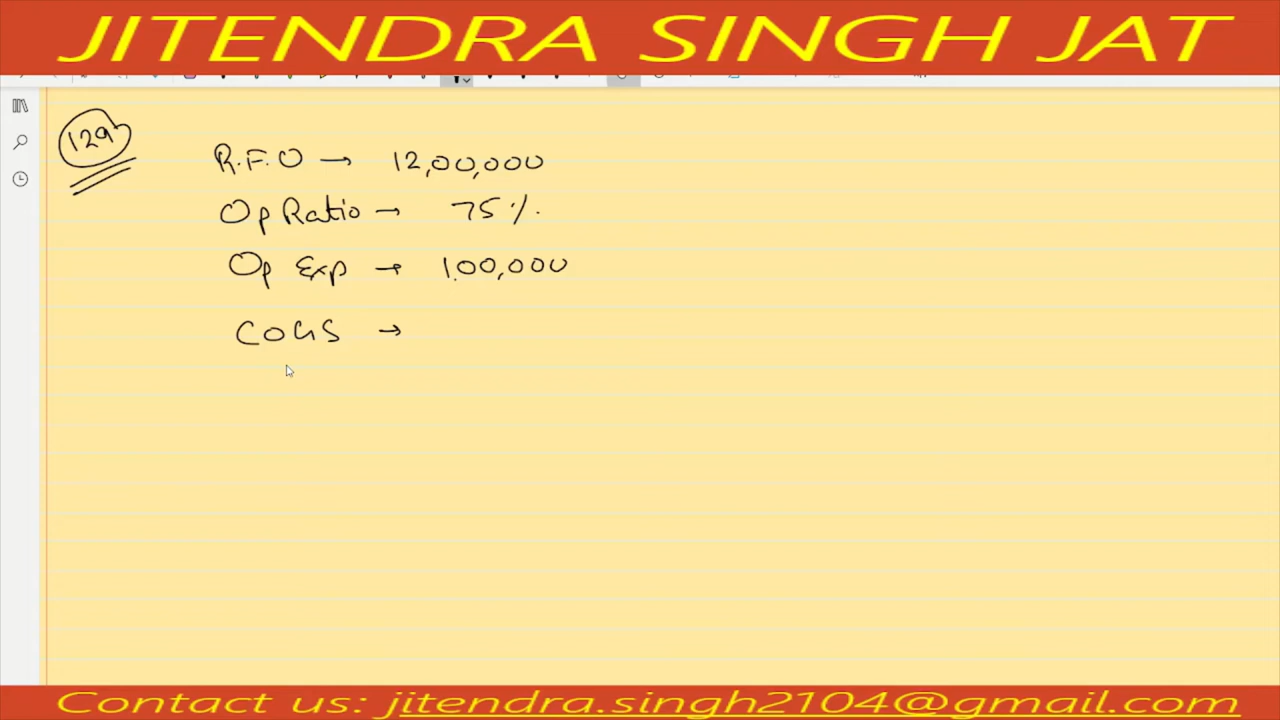 JITENDRA SINGH JAT
129
R.F.O → 12,00,000
Op Ratio → 75%.
Op Exp → 1,00,000
COGS →
Contact us: jitendra.singh2104@gmail.com